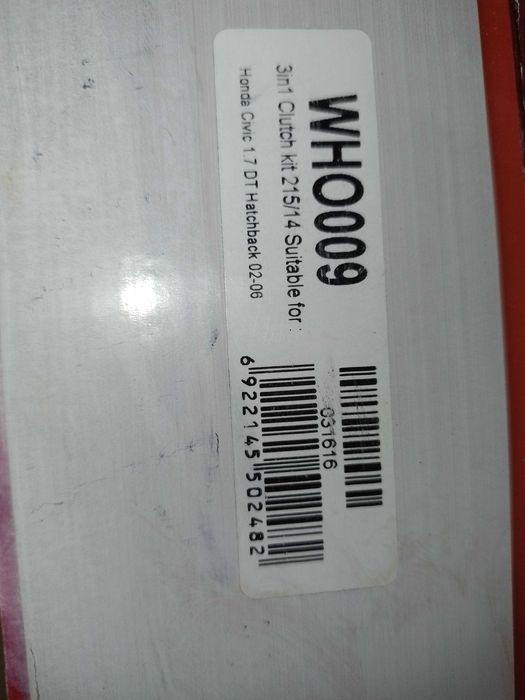 WHO009
3in1 Clutch kit 215/14 Suitable for :
Honda Civic 1.7 DT Hatchback 02-06
031616
6 922145 502482